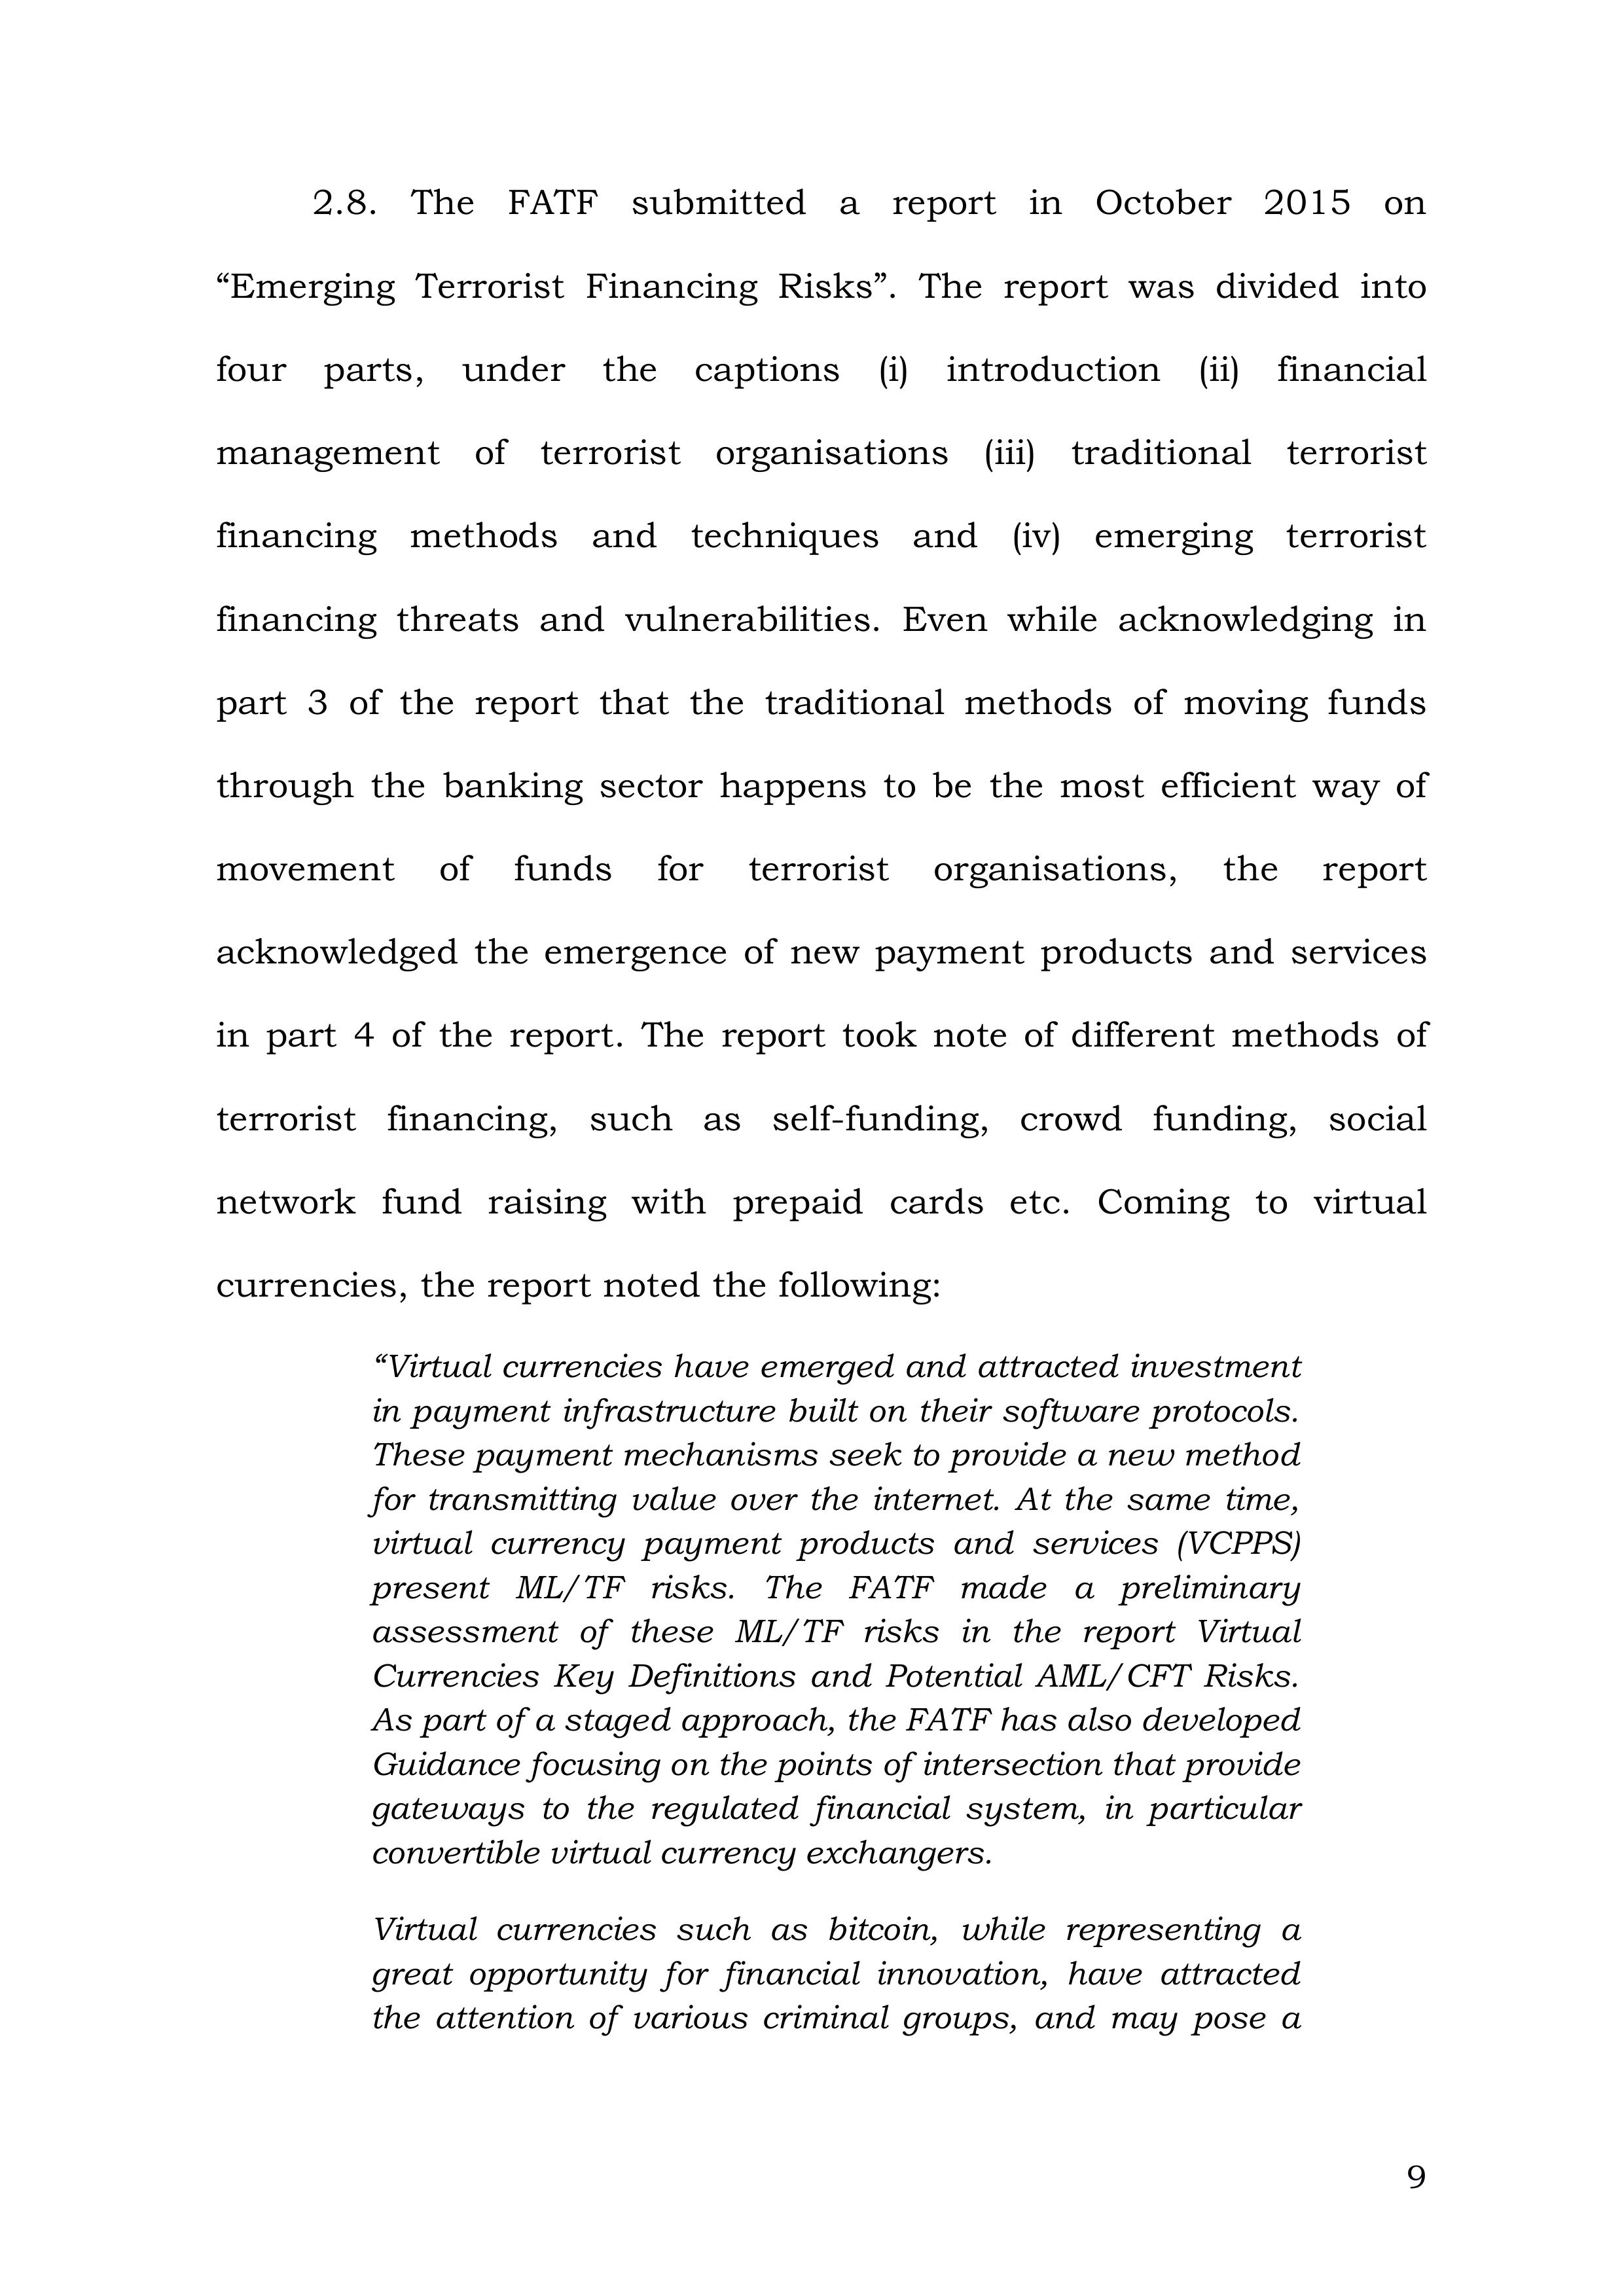 2.8. The FATF submitted a report in October 2015 on
“Emerging Terrorist Financing Risks”. The report was divided into
four parts, under the captions (i) introduction (ii) financial
management of terrorist organisations (iii) traditional terrorist
financing methods and techniques and (iv) emerging terrorist
financing threats and vulnerabilities. Even while acknowledging in
part 3 of the report that the traditional methods of moving funds
through the banking sector happens to be the most efficient way of
movement of funds for terrorist organisations, the report
acknowledged the emergence of new payment products and services
in part 4 of the report. The report took note of different methods of
terrorist financing, such as self-funding, crowd funding, social
network fund raising with prepaid cards etc. Coming to virtual
currencies, the report noted the following:
“Virtual currencies have emerged and attracted investment
in payment infrastructure built on their software protocols.
These payment mechanisms seek to provide a new method
for transmitting value over the internet. At the same time,
virtual currency payment products and services (VCPPS)
present ML/TF risks. The FATF made a preliminary
assessment of these ML/TF risks in the report Virtual
Currencies Key Definitions and Potential AML/CFT Risks.
As part of a staged approach, the FATF has also developed
Guidance focusing on the points of intersection that provide
gateways to the regulated financial system, in particular
convertible virtual currency exchangers.
Virtual currencies such as bitcoin, while representing a
great opportunity for financial innovation, have attracted
the attention of various criminal groups, and may pose a
9